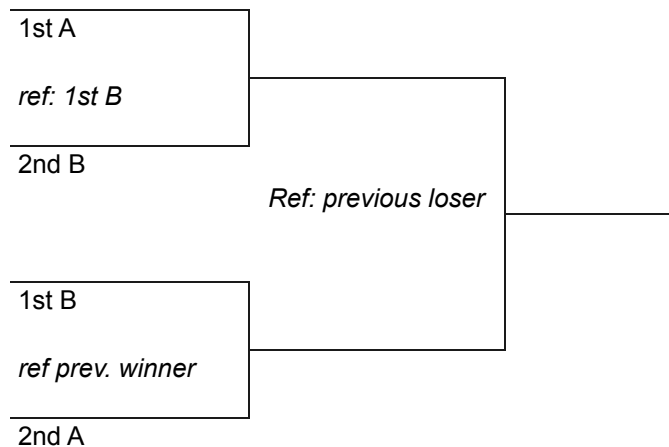 1st A
ref: 1st B
2nd B
Ref: previous loser
1st B
ref prev. winner
2nd A